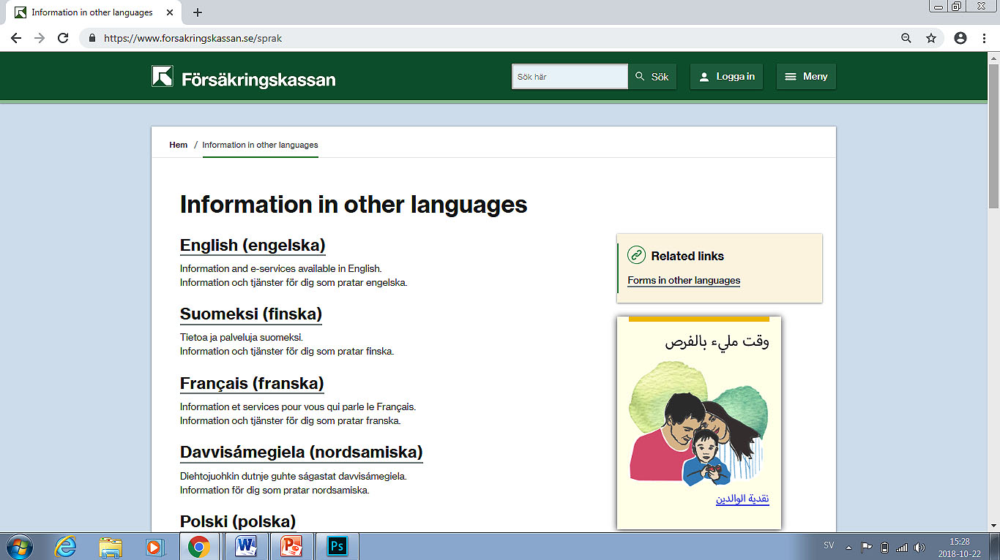 Information in other languages
https://www.forsakringskassan.se/sprak
Försäkringskassan
Sök här
Sök
Logga in
Meny
Hem / Information in other languages
Information in other languages
English (engelska)
Information and e-services available in English.
Information och tjänster för dig som pratar engelska.
Suomeksi (finska)
Tietoa ja palveluja suomeksi.
Information och tjänster för dig som pratar finska.
Français (franska)
Information et services pour vous qui parle le Français.
Information och tjänster för dig som pratar franska.
Davvisámegiela (nordsamiska)
Diehtojuohkin dutnje guhte ságastat davvisámegiela.
Information för dig som pratar nordsamiska.
Polski (polska)
Related links
Forms in other languages
وقت مليء بالفرص
نقدية الوالدين
W
P
Ps
SV
15:28
2018-10-22